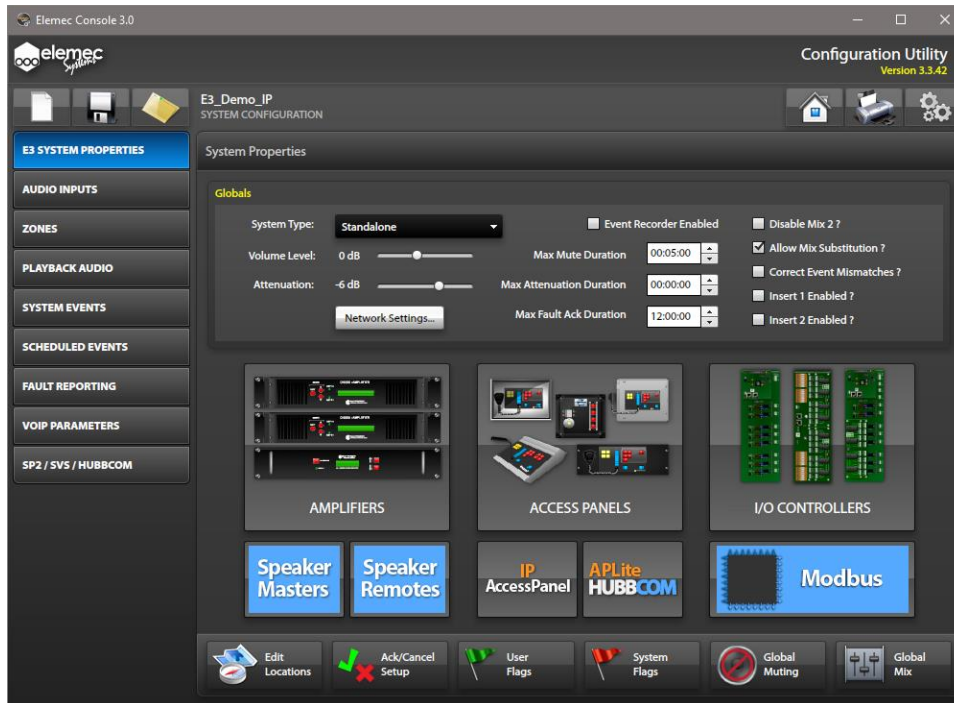 Elemec Console 3.0
elemec
Systems
Configuration Utility
Version 3.3.42
E3_Demo_IP
SYSTEM CONFIGURATION
E3 SYSTEM PROPERTIES
AUDIO INPUTS
ZONES
PLAYBACK AUDIO
SYSTEM EVENTS
SCHEDULED EVENTS
FAULT REPORTING
VOIP PARAMETERS
SP2 / SVS / HUBBCOM
System Properties
Globals
System Type: Standalone
Volume Level: 0 dB
Attenuation: -6 dB
Network Settings...
Event Recorder Enabled
Max Mute Duration 00:05:00
Max Attenuation Duration 00:00:00
Max Fault Ack Duration 12:00:00
Disable Mix 2 ?
Allow Mix Substitution ?
Correct Event Mismatches ?
Insert 1 Enabled ?
Insert 2 Enabled ?
AMPLIFIERS
ACCESS PANELS
I/O CONTROLLERS
Speaker
Masters
Speaker
Remotes
IP
AccessPanel
APLite
HUBBCOM
Modbus
Edit
Locations
Ack/Cancel
Setup
User
Flags
System
Flags
Global
Muting
Global
Mix